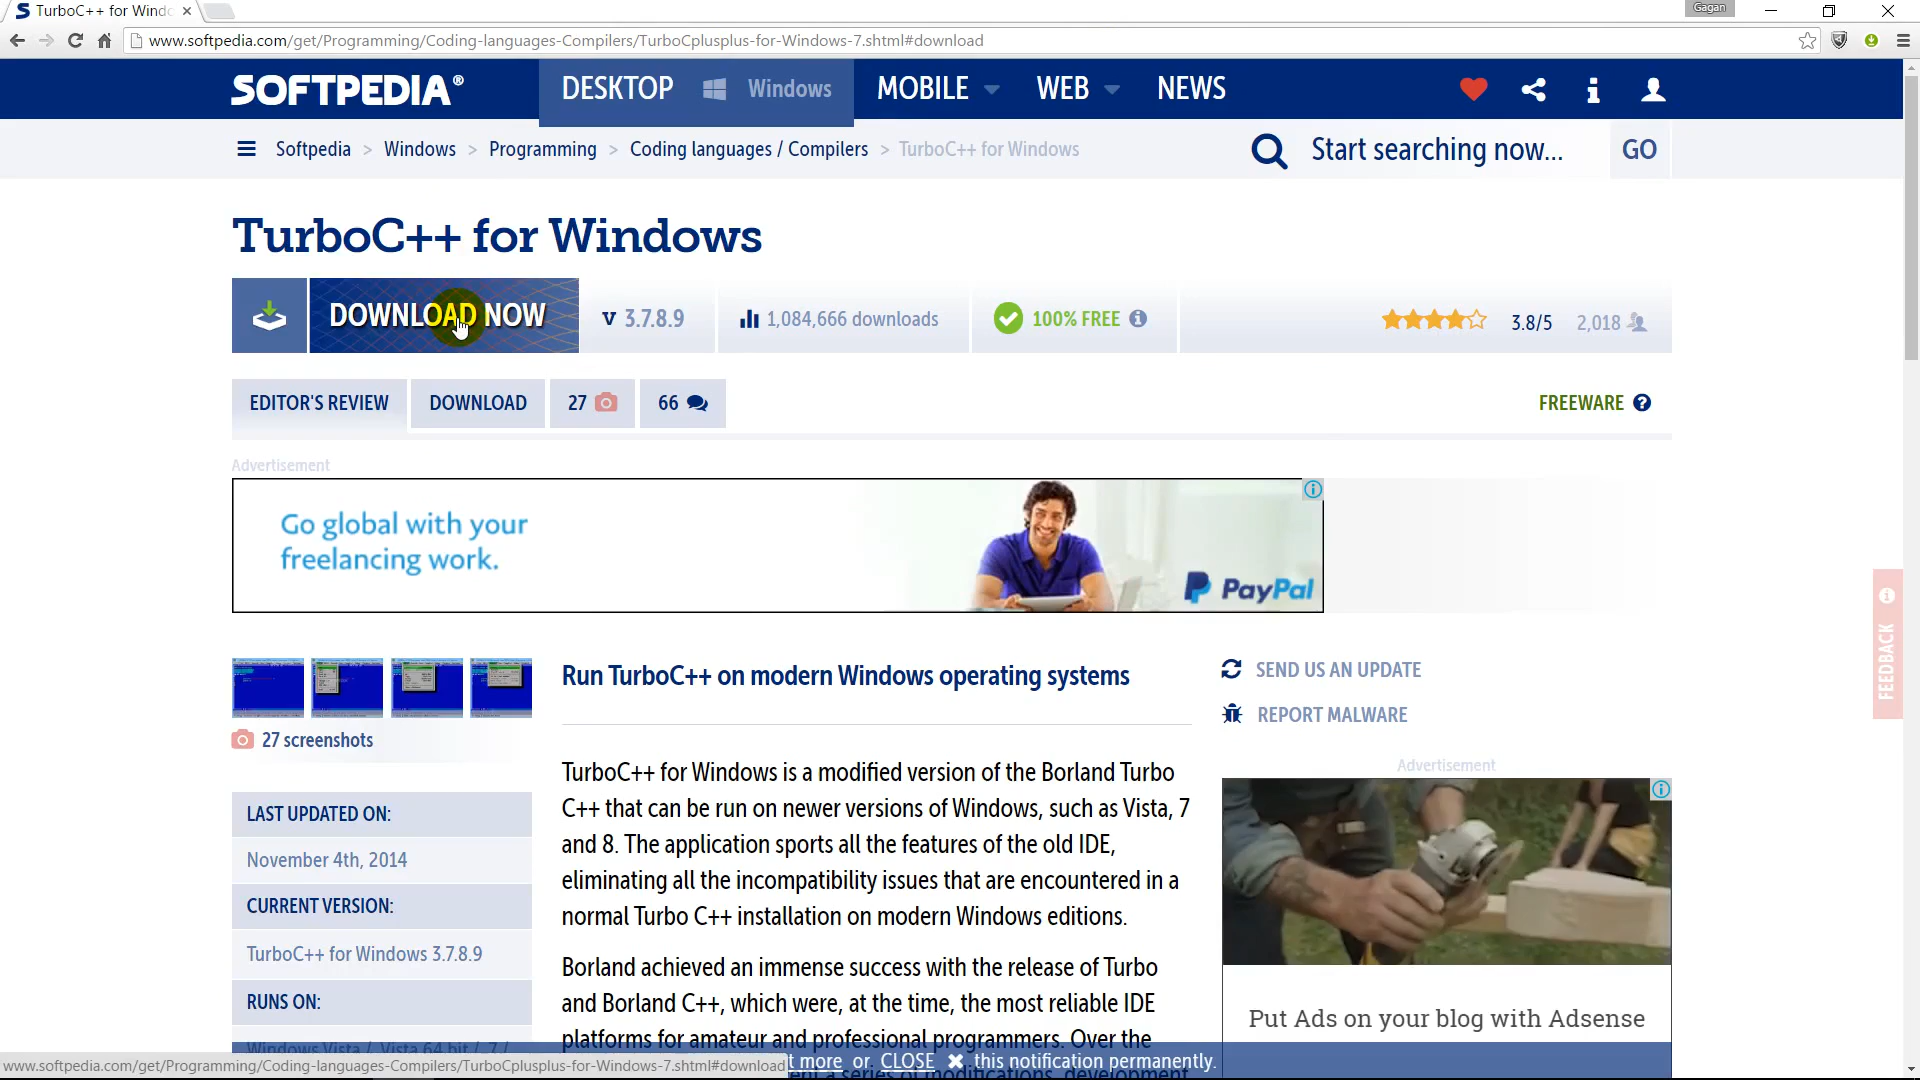 TurboC++ for Windo
Gagan
www.softpedia.com/get/Programming/Coding-languages-Compilers/TurboCplusplus-for-Windows-7.shtml#download
SOFTPEDIA®
DESKTOP Windows MOBILE WEB NEWS
Softpedia > Windows > Programming > Coding languages / Compilers > TurboC++ for Windows
Start searching now... GO
TurboC++ for Windows
DOWNLOAD NOW
v 3.7.8.9
1,084,666 downloads
100% FREE
3.8/5 2,018
EDITOR'S REVIEW DOWNLOAD 27 66
FREEWARE
Advertisement
Go global with your
freelancing work.
PayPal
FEEDBACK
27 screenshots
LAST UPDATED ON:
November 4th, 2014
CURRENT VERSION:
TurboC++ for Windows 3.7.8.9
RUNS ON:
Windows Vista / Vista 64 bit / 7 /
Run TurboC++ on modern Windows operating systems
TurboC++ for Windows is a modified version of the Borland Turbo
C++ that can be run on newer versions of Windows, such as Vista, 7
and 8. The application sports all the features of the old IDE,
eliminating all the incompatibility issues that are encountered in a
normal Turbo C++ installation on modern Windows editions.
Borland achieved an immense success with the release of Turbo
and Borland C++, which were, at the time, the most reliable IDE
platforms for amateur and professional programmers. Over the
SEND US AN UPDATE
REPORT MALWARE
Advertisement
Put Ads on your blog with Adsense
t more or, CLOSE ✖ this notification permanently.
www.softpedia.com/get/Programming/Coding-languages-Compilers/TurboCplusplus-for-Windows-7.shtml#download